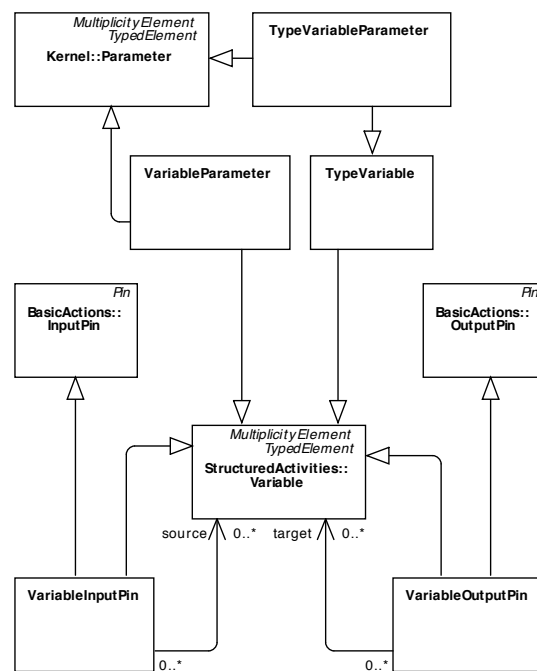 MultiplicityElement
TypedElement
Kernel::Parameter
TypeVariableParameter
VariableParameter
TypeVariable
Pin
BasicActions::
InputPin
Pin
BasicActions::
OutputPin
MultiplicityElement
TypedElement
StructuredActivities::
Variable
source 0..* target 0..*
VariableInputPin
VariableOutputPin
0..* 0..*